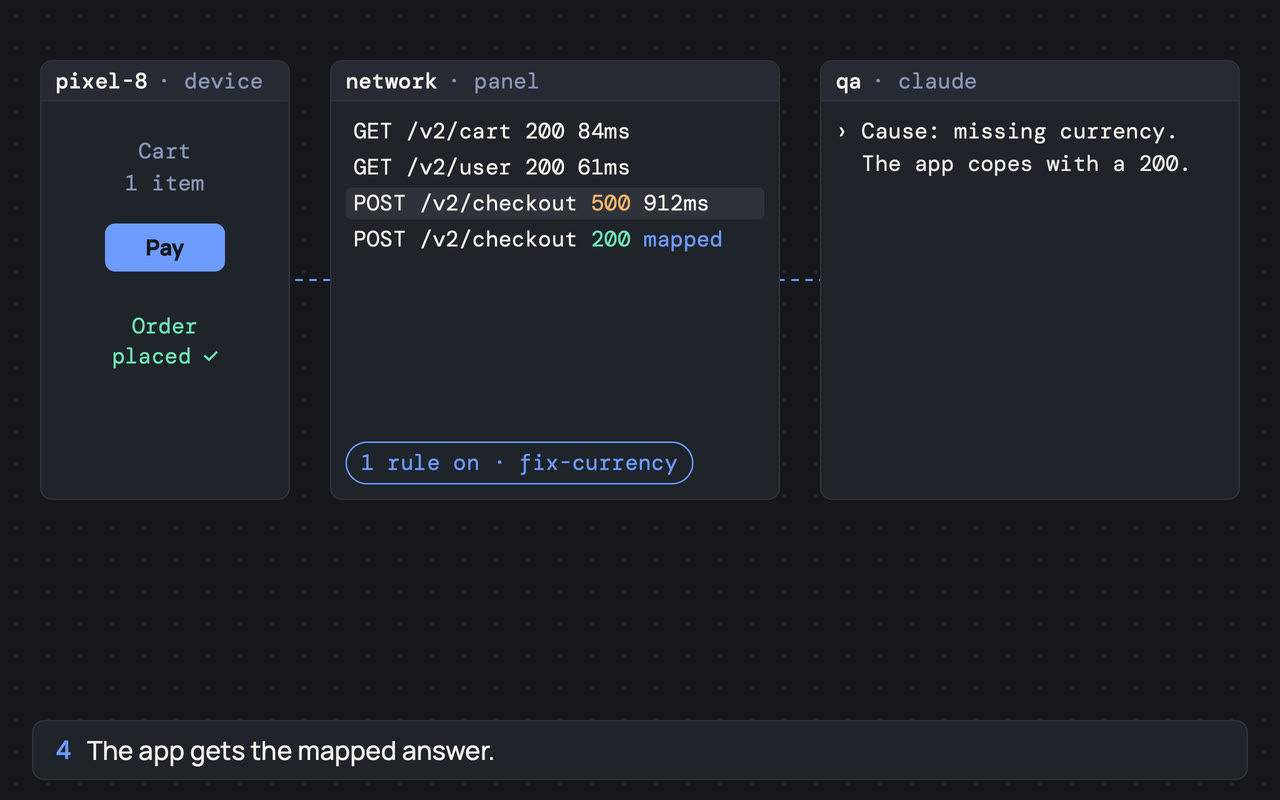 pixel-8 · device
Cart
1 item
Pay
Order
placed ✓
network · panel
GET /v2/cart 200 84ms
GET /v2/user 200 61ms
POST /v2/checkout 500 912ms
POST /v2/checkout 200 mapped
1 rule on · fix-currency
qa · claude
› Cause: missing currency.
The app copes with a 200.
4 The app gets the mapped answer.